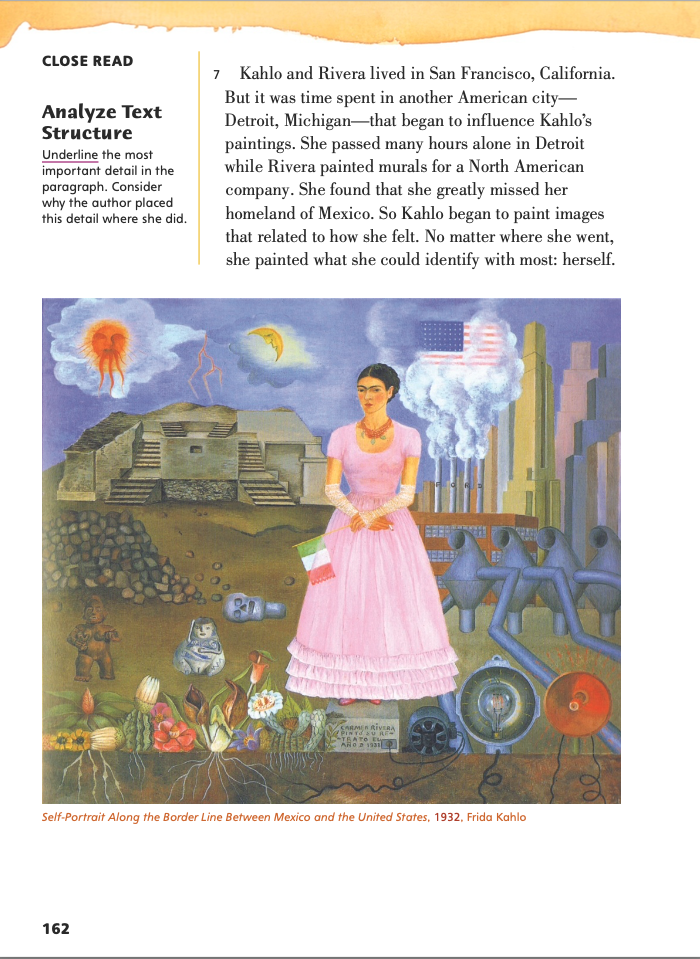 CLOSE READ
Analyze Text
Structure
Underline the most
important detail in the
paragraph. Consider
why the author placed
this detail where she did.
7 Kahlo and Rivera lived in San Francisco, California.
But it was time spent in another American city—
Detroit, Michigan—that began to influence Kahlo's
paintings. She passed many hours alone in Detroit
while Rivera painted murals for a North American
company. She found that she greatly missed her
homeland of Mexico. So Kahlo began to paint images
that related to how she felt. No matter where she went,
she painted what she could identify with most: herself.
CARMEN RIVERA
PINTÓ SU RE
TRATO EL
AÑO D 1932
Self-Portrait Along the Border Line Between Mexico and the United States, 1932, Frida Kahlo
162